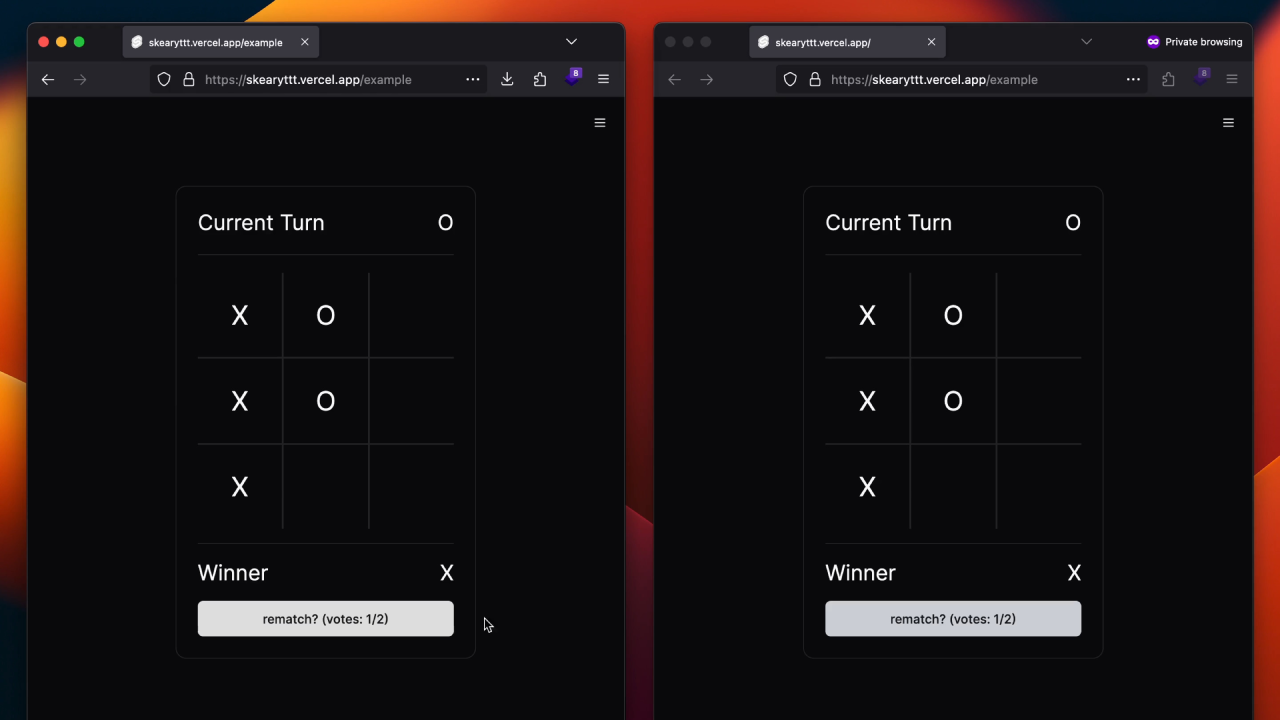 skearyttt.vercel.app/example
https://skearyttt.vercel.app/example
8
Current Turn O
X O
X O
X
Winner X
rematch? (votes: 1/2)
skearyttt.vercel.app/
Private browsing
https://skearyttt.vercel.app/example
8
Current Turn O
X O
X O
X
Winner X
rematch? (votes: 1/2)